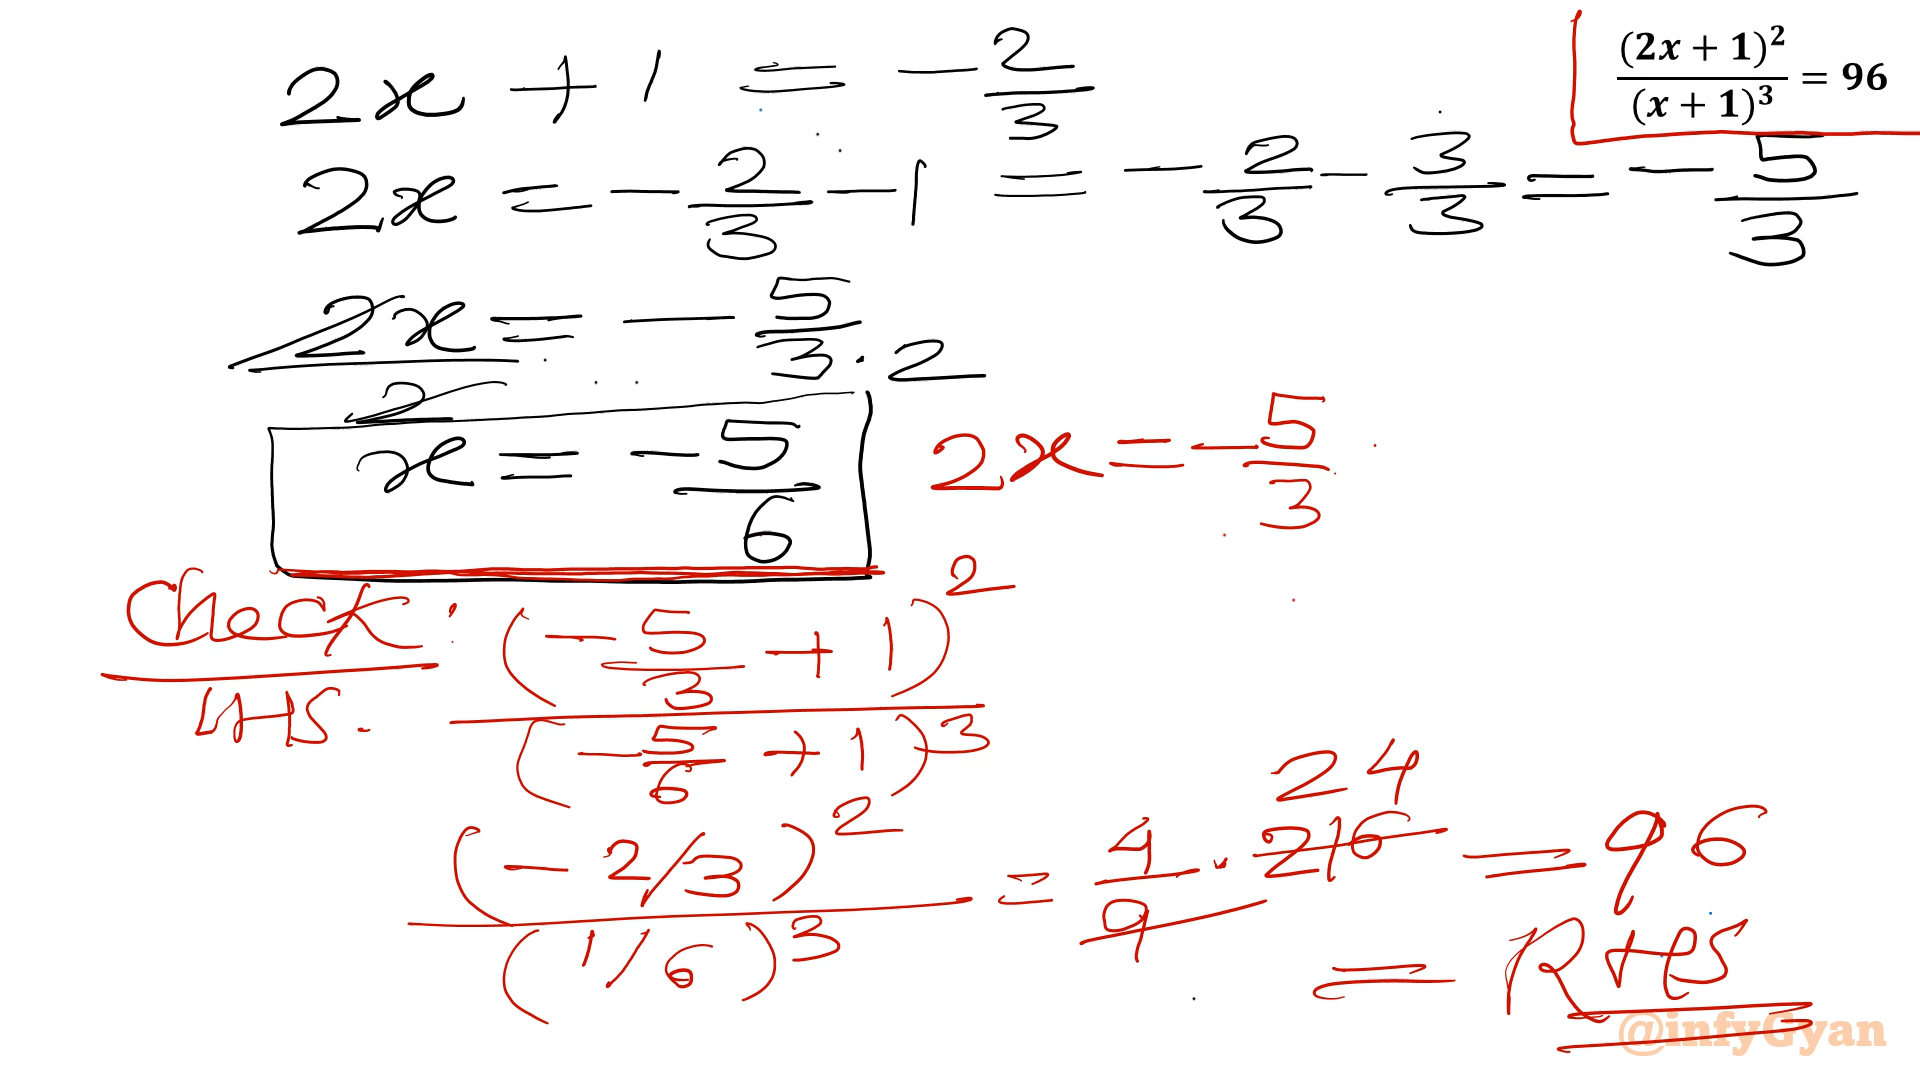 (2x + 1)² / (x + 1)³ = 96
2x + 1 = - 2/3
2x = - 2/3 - 1 = - 2/3 - 3/3 = - 5/3
2x/2 = - 5/3·2
x = - 5/6
2x = - 5/3
Check :
LHS. (- 5/3 + 1)² / (- 5/6 + 1)³
(- 2/3)² / (1/6)³ = 4/9 · 216 24 = 96
= RHS
@infyGyan